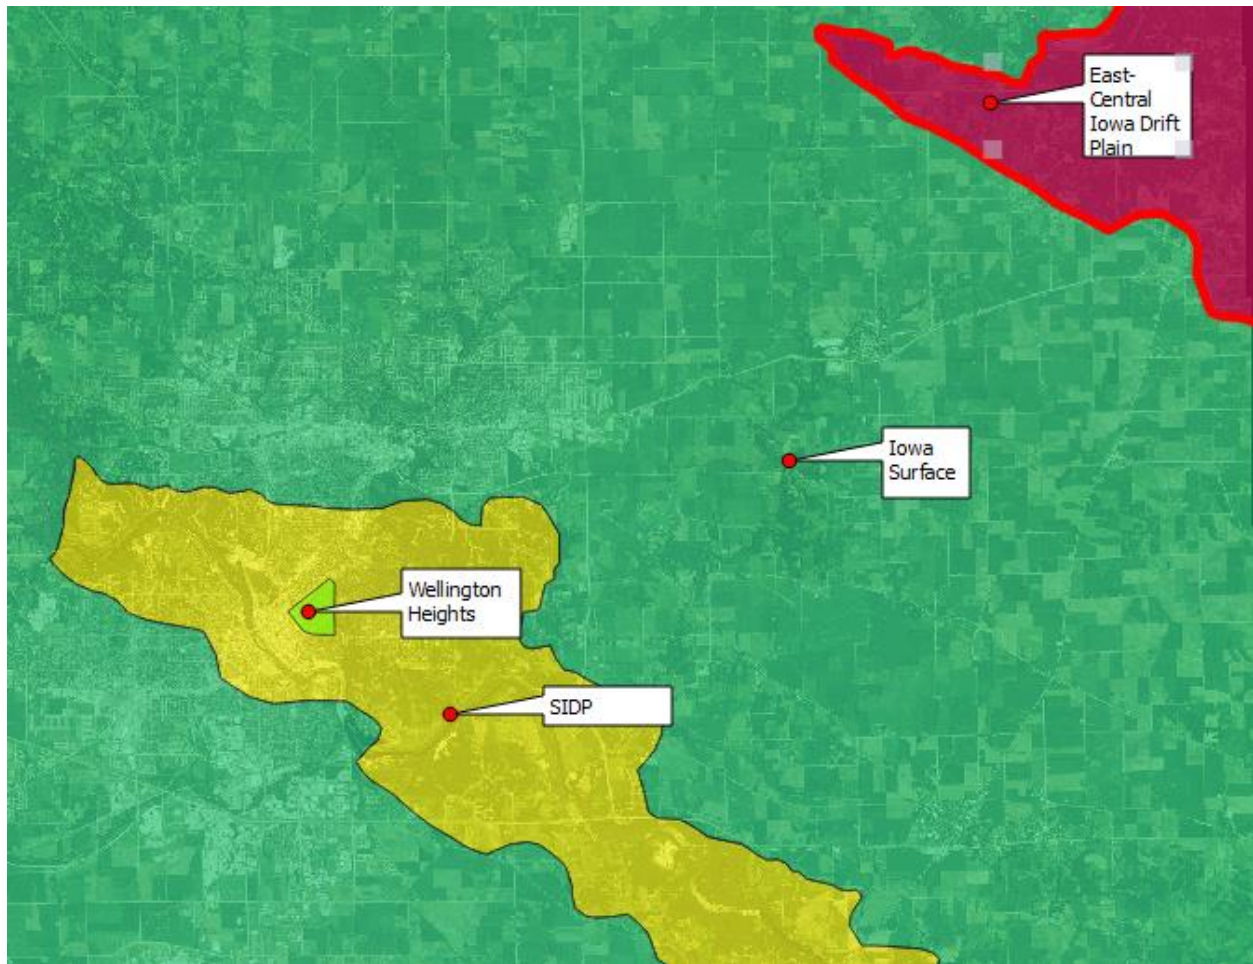 East-
Central
Iowa Drift
Plain
Iowa
Surface
Wellington
Heights
SIDP